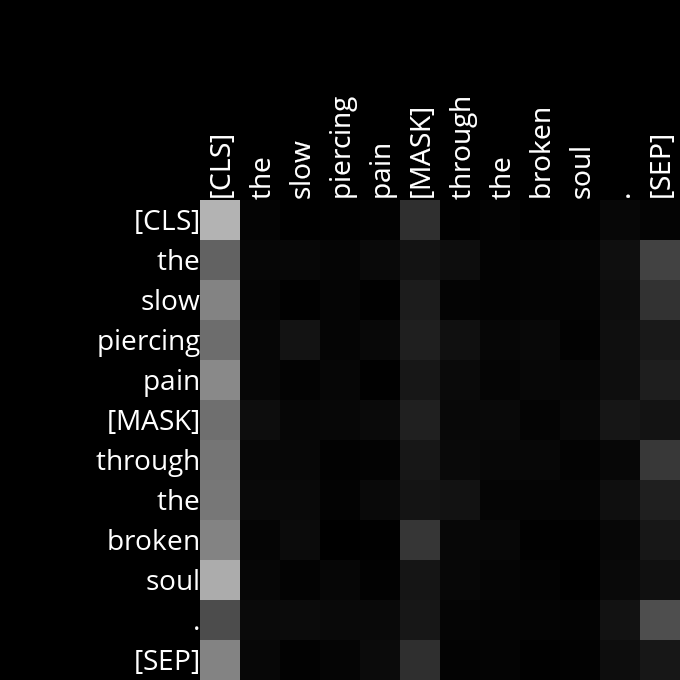 [CLS] the slow piercing pain [MASK] through the broken soul . [SEP]
[CLS]
the
slow
piercing
pain
[MASK]
through
the
broken
soul
.
[SEP]